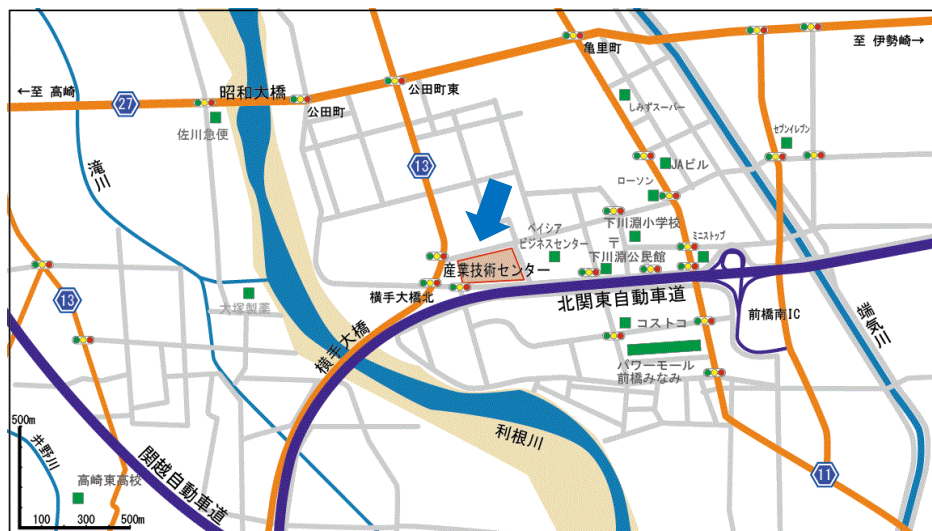 至 伊勢崎→
亀里町
←至 高崎
27
昭和大橋
公田町
公田町東
佐川急便
しみずスーパー
セブンイレブン
滝川
13
JAビル
ローソン
ベイシア
ビジネスセンター
下川淵小学校
〒
下川淵公民館
ミニストップ
産業技術センター
横手大橋北
13
大塚製薬
北関東自動車道
前橋南IC
端気川
コストコ
横手大橋
パワーモール
前橋みなみ
利根川
500m
井野川
関越自動車道
高崎東高校
11
0
100
300
500m